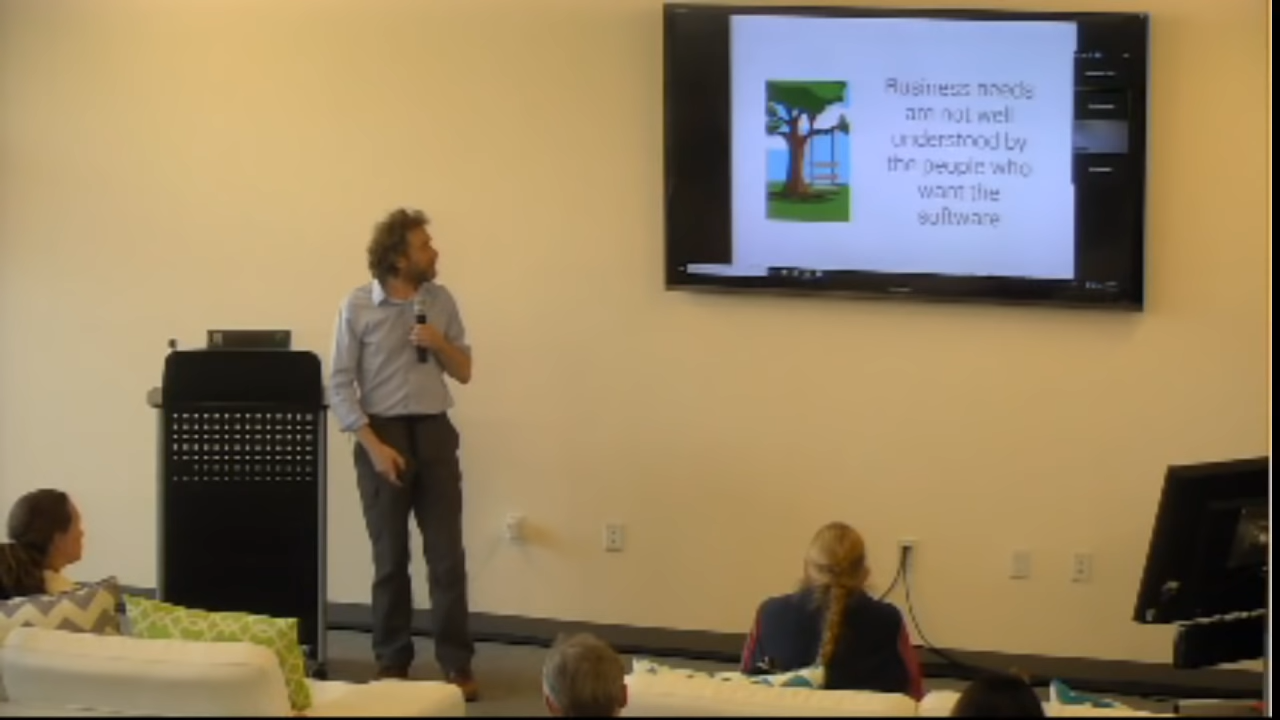 Business needs
are not well
understood by
the people who
want the
software